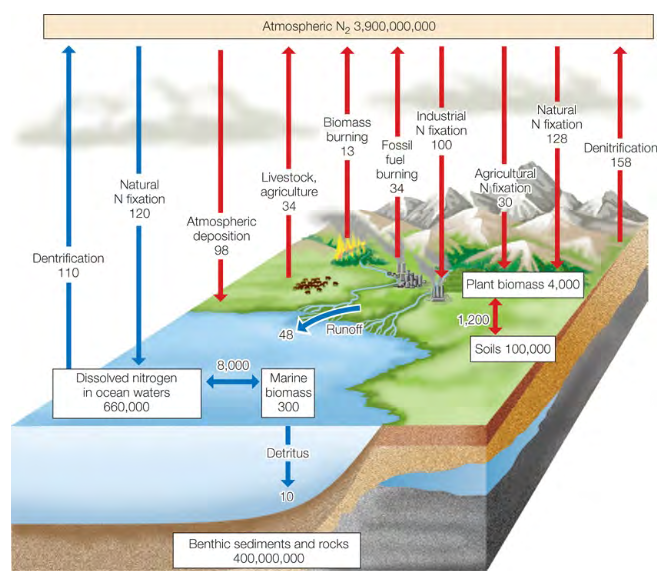 Atmospheric N₂ 3,900,000,000
Biomass
burning
13
Fossil
fuel
burning
34
Industrial
N fixation
100
Natural
N fixation
128
Denitrification
158
Livestock,
agriculture
34
Agricultural
N fixation
30
Natural
N fixation
120
Atmospheric
deposition
98
Dentrification
110
Plant biomass 4,000
1,200
Soils 100,000
48
Runoff
8,000
Dissolved nitrogen
in ocean waters
660,000
Marine
biomass
300
Detritus
10
Benthic sediments and rocks
400,000,000